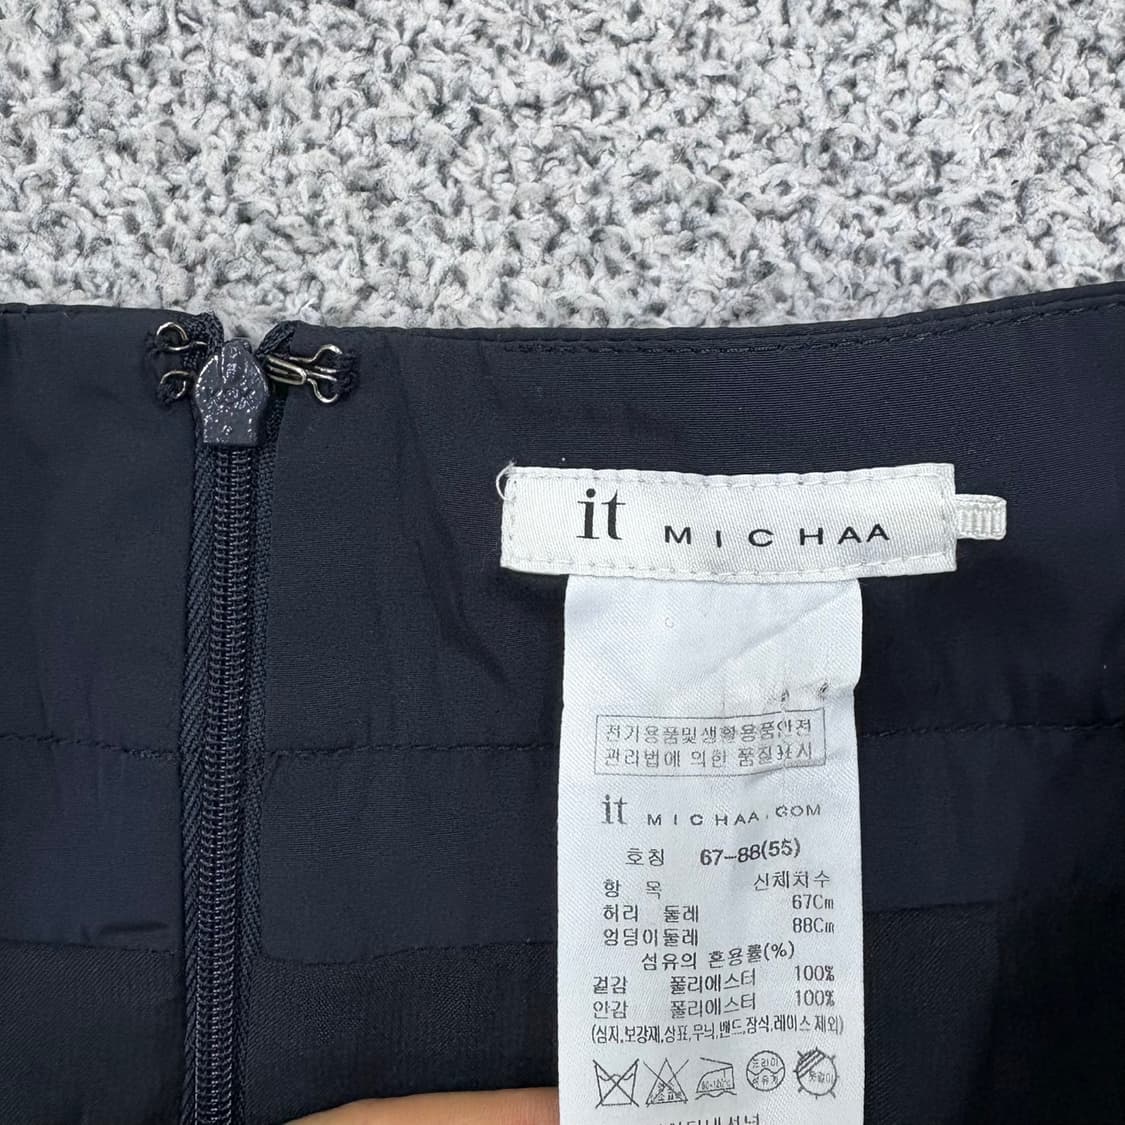 it MICHAA
전기용품및생활용품안전
관리법에 의한 품질표시
it MICHAA.COM
호칭 67-88(55)
항 목 신체치수
허리 둘레 67Cm
엉덩이둘레 88Cm
섬유의 혼용률(%)
겉감 폴리에스터 100%
안감 폴리에스터 100%
(심지,보강재,상표,무늬,밴드,장식,레이스 제외)